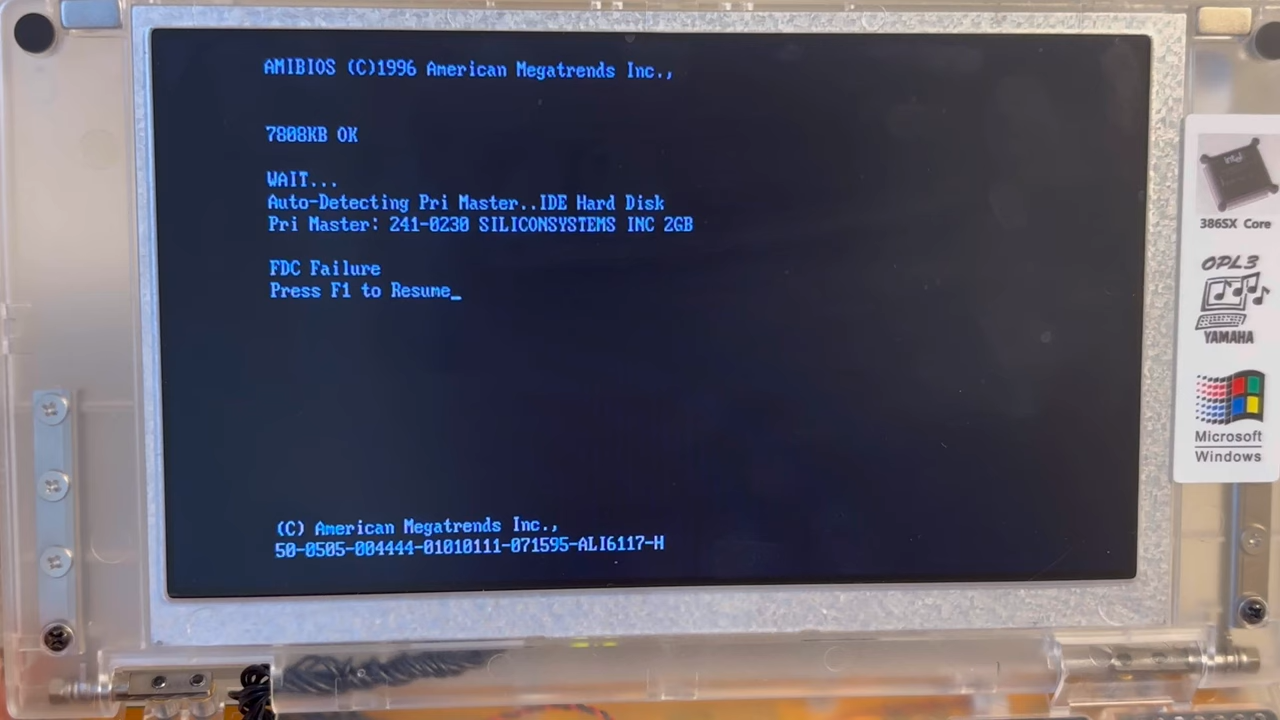 AMIBIOS (C)1996 American Megatrends Inc.,
7808KB OK
WAIT...
Auto-Detecting Pri Master..IDE Hard Disk
Pri Master: 241-0230 SILICONSYSTEMS INC 2GB
FDC Failure
Press F1 to Resume_
(C) American Megatrends Inc.,
50-0505-004444-01010111-071595-ALI6117-H
intel
386SX Core
OPL3
YAMAHA
Microsoft
Windows